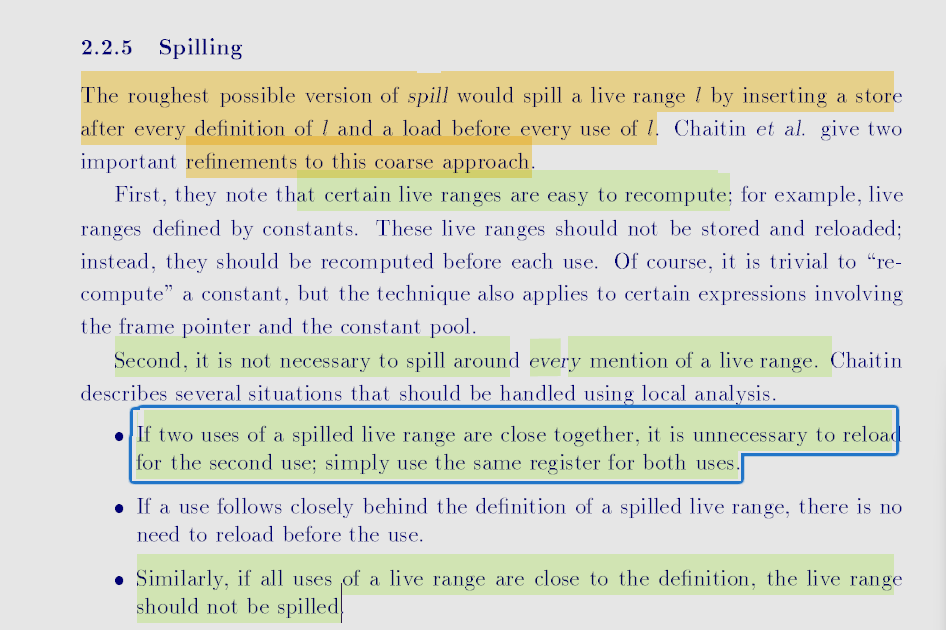 2.2.5 Spilling
The roughest possible version of spill would spill a live range l by inserting a store
after every definition of l and a load before every use of l. Chaitin et al. give two
important refinements to this coarse approach.
First, they note that certain live ranges are easy to recompute; for example, live
ranges defined by constants. These live ranges should not be stored and reloaded;
instead, they should be recomputed before each use. Of course, it is trivial to “re-
compute” a constant, but the technique also applies to certain expressions involving
the frame pointer and the constant pool.
Second, it is not necessary to spill around every mention of a live range. Chaitin
describes several situations that should be handled using local analysis.
• If two uses of a spilled live range are close together, it is unnecessary to reload
for the second use; simply use the same register for both uses.
• If a use follows closely behind the definition of a spilled live range, there is no
need to reload before the use.
• Similarly, if all uses of a live range are close to the definition, the live range
should not be spilled.